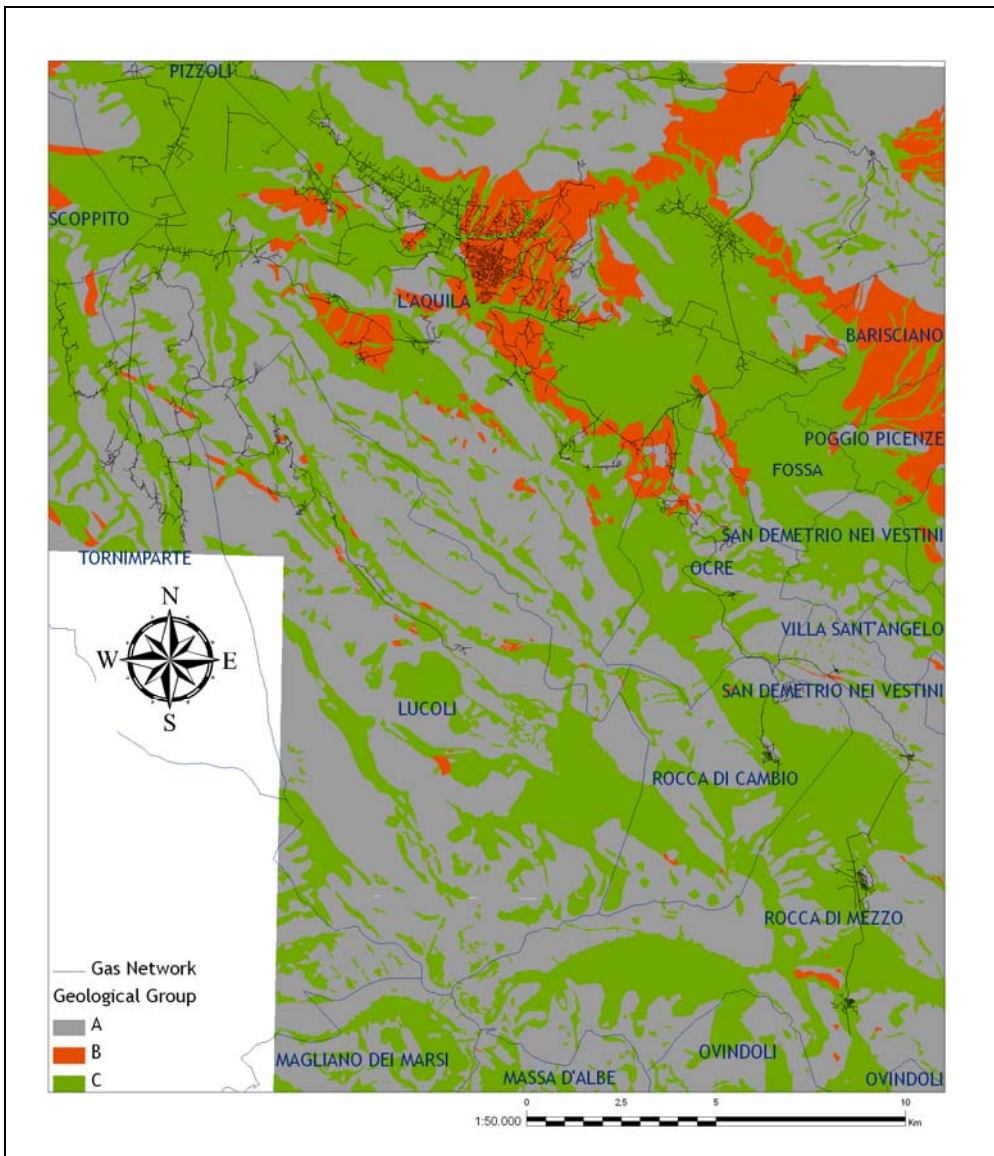 PIZZOLI
SCOPPITO
L'AQUILA
BARISCIANO
POGGIO PICENZE
FOSSA
SAN DEMETRIO NEI VESTINI
TORNIMPARTE
OCRE
N
VILLA SANT'ANGELO
W E
SAN DEMETRIO NEI VESTINI
S
LUCOLI
ROCCA DI CAMBIO
ROCCA DI MEZZO
Gas Network
Geological Group
A
B
C
OVINDOLI
MAGLIANO DEI MARSI
MASSA D'ALBE
OVINDOLI
0 2,5 5 10
1:50.000 Km